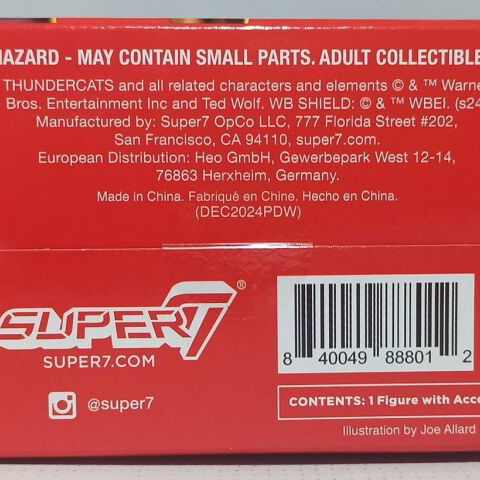 HAZARD - MAY CONTAIN SMALL PARTS. ADULT COLLECTIBLE
THUNDERCATS and all related characters and elements © & ™ Warne
Bros. Entertainment Inc and Ted Wolf. WB SHIELD: © & ™ WBEI. (s24
Manufactured by: Super7 OpCo LLC, 777 Florida Street #202,
San Francisco, CA 94110, super7.com.
European Distribution: Heo GmbH, Gewerbepark West 12-14,
76863 Herxheim, Germany.
Made in China. Fabriqué en Chine. Hecho en China.
(DEC2024PDW)
SUPER7®
SUPER7.COM
@super7
8 40049 88801 2
CONTENTS: 1 Figure with Acce
Illustration by Joe Allard